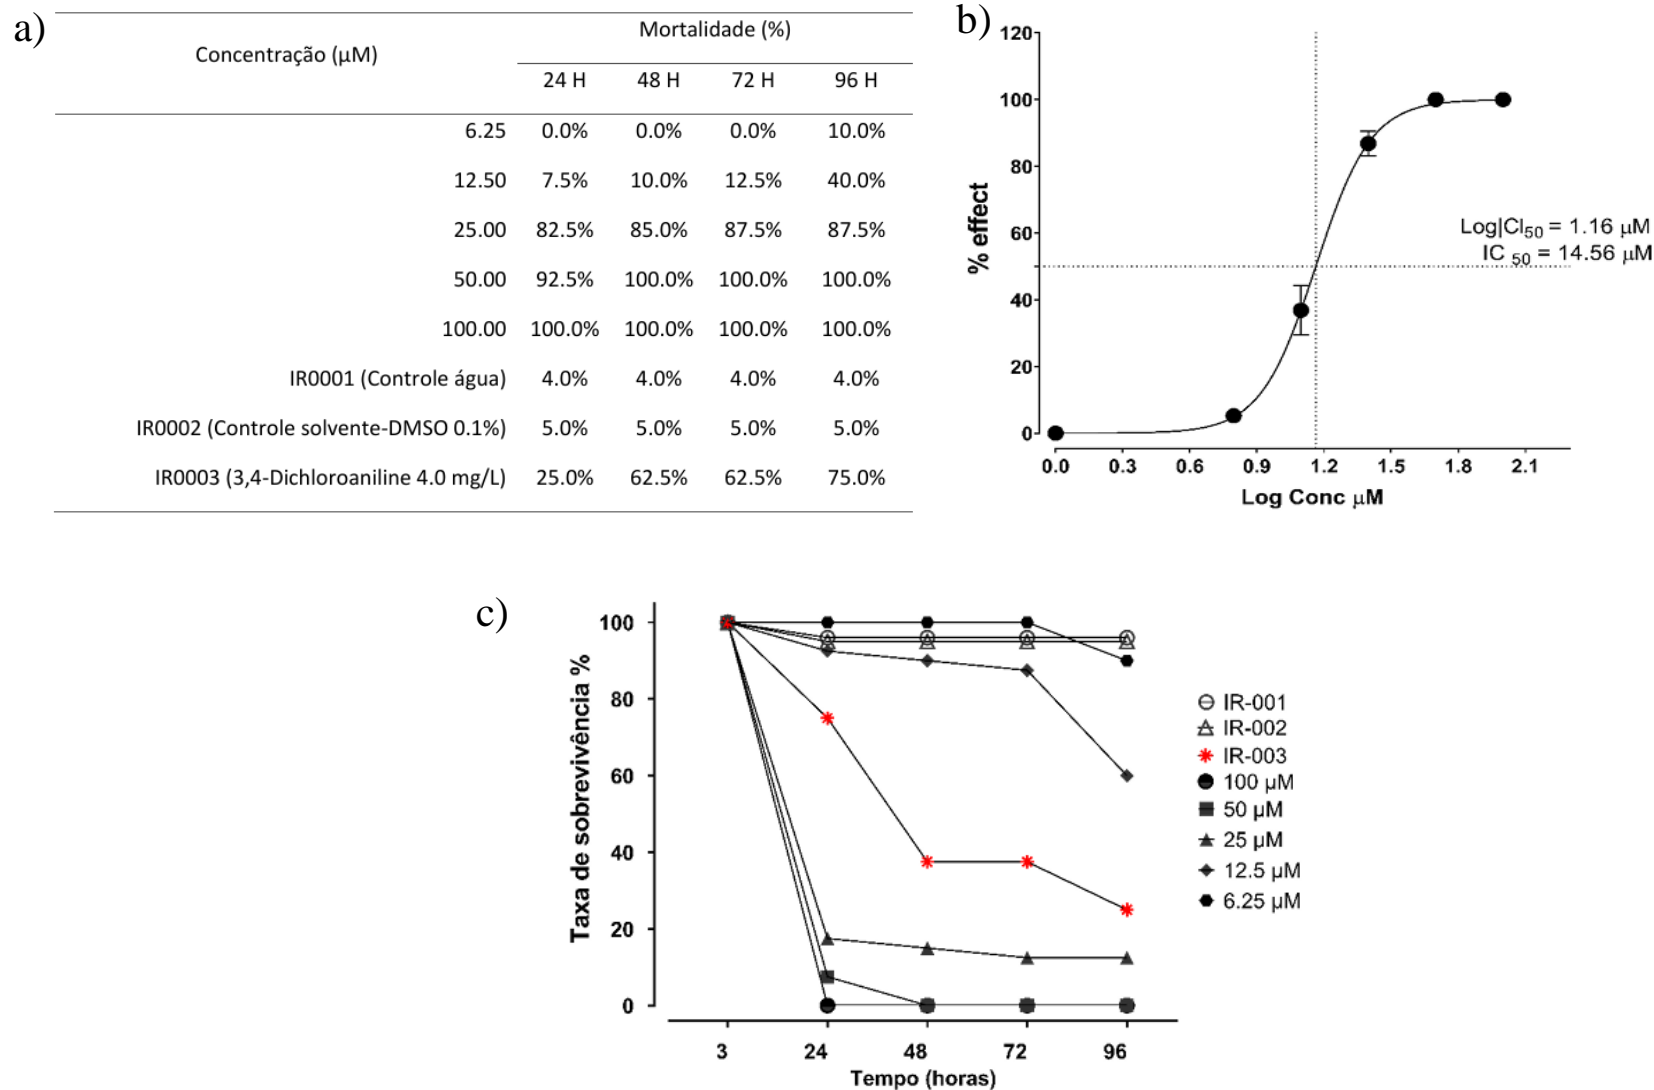 a)
Mortalidade (%)
Concentração (µM)
24 H 48 H 72 H 96 H
6.25 0.0% 0.0% 0.0% 10.0%
12.50 7.5% 10.0% 12.5% 40.0%
25.00 82.5% 85.0% 87.5% 87.5%
50.00 92.5% 100.0% 100.0% 100.0%
100.00 100.0% 100.0% 100.0% 100.0%
IR0001 (Controle água) 4.0% 4.0% 4.0% 4.0%
IR0002 (Controle solvente-DMSO 0.1%) 5.0% 5.0% 5.0% 5.0%
IR0003 (3,4-Dichloroaniline 4.0 mg/L) 25.0% 62.5% 62.5% 75.0%
b)
120
100
80
60
40
20
0
% effect
Log|CI50 = 1.16 µM
IC 50 = 14.56 µM
0.0 0.3 0.6 0.9 1.2 1.5 1.8 2.1
Log Conc µM
c)
100
80
60
40
20
0
Taxa de sobrevivência %
IR-001
IR-002
IR-003
100 µM
50 µM
25 µM
12.5 µM
6.25 µM
3 24 48 72 96
Tempo (horas)